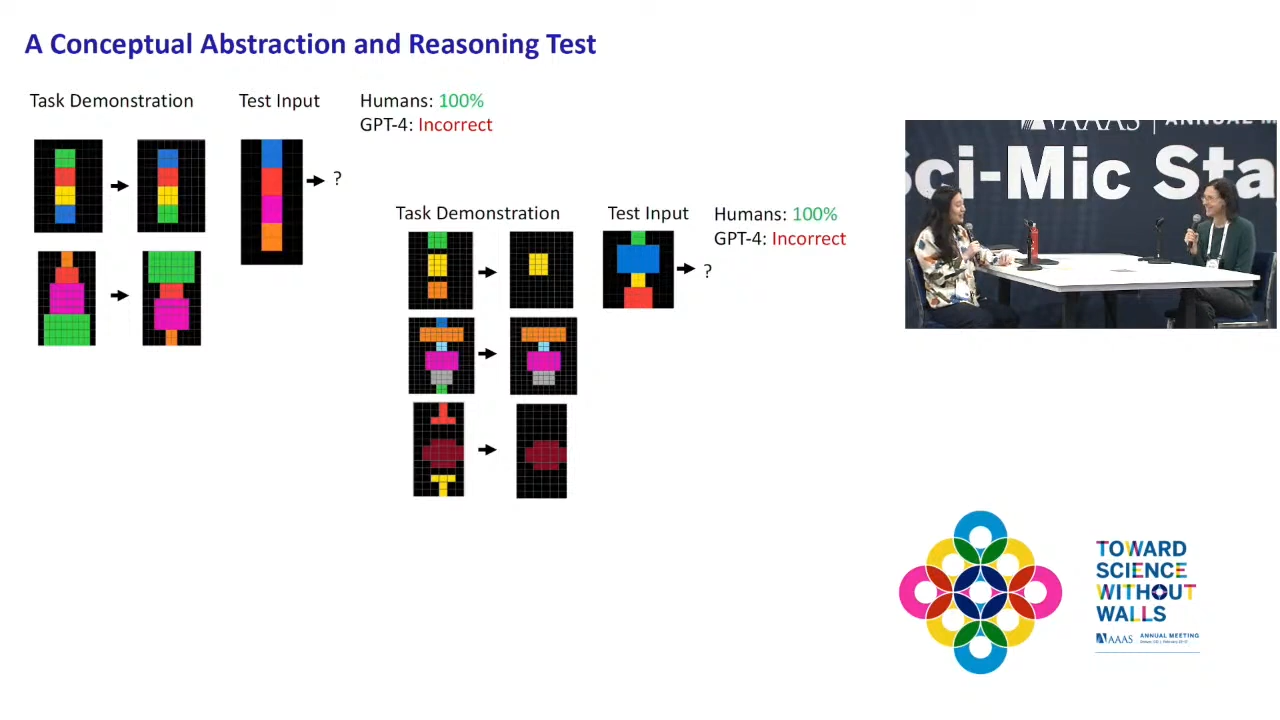 A Conceptual Abstraction and Reasoning Test
Task Demonstration
Test Input
Humans: 100%
GPT-4: Incorrect
?
Task Demonstration
Test Input
Humans: 100%
GPT-4: Incorrect
?
AAAS | ANNUAL M
Sci-Mic Sta
TOWARD
SCIENCE
WITHOUT
WALLS
AAAS
ANNUAL MEETING